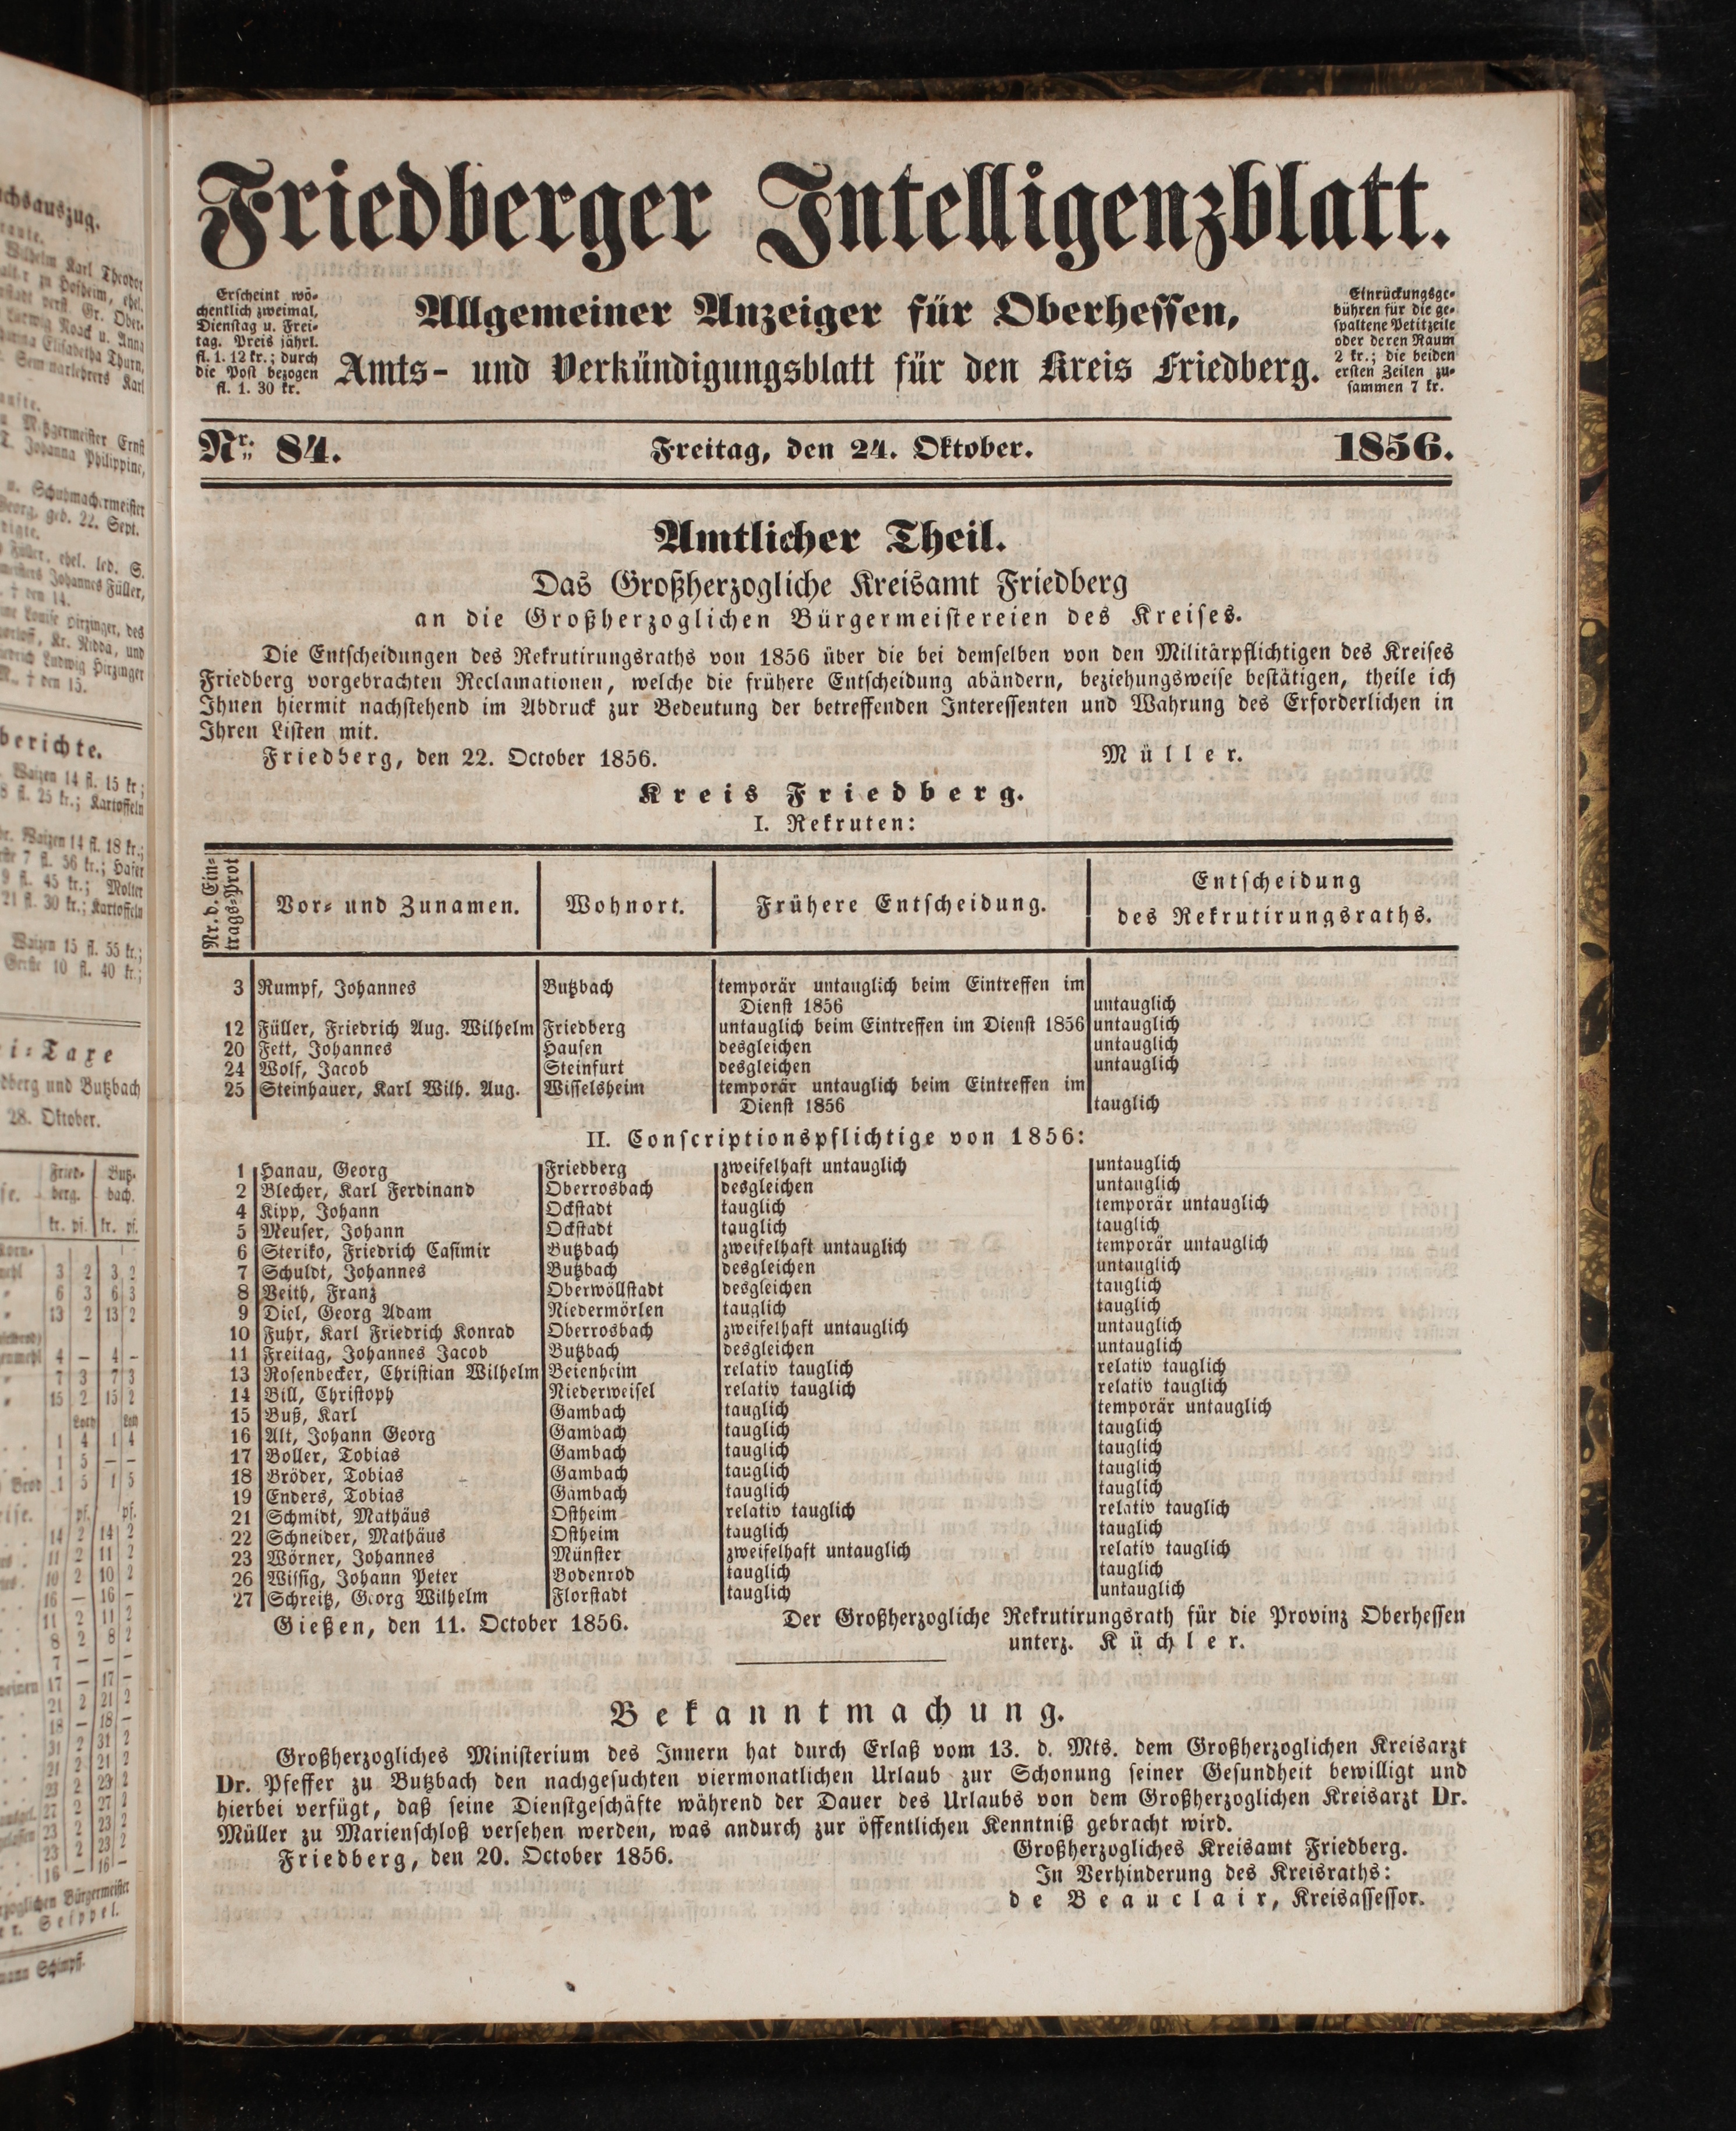 Friedberger Intelligenzblatt.
Erscheint wö-
chentlich zweimal,
Dienstag u. Frei-
tag. Preis jährl.
fl. 1. 12 kr.; durch
die Post bezogen
fl. 1. 30 kr.
Allgemeiner Anzeiger für Oberhessen,
Amts- und Verkündigungsblatt für den Kreis Friedberg.
Einrückungsge-
bühren für die ge-
spaltene Petitzeile
oder deren Raum
2 kr.; die beiden
ersten Zeilen zu-
sammen 7 kr.
Nr. 84. Freitag, den 24. Oktober. 1856.
Amtlicher Theil.
Das Großherzogliche Kreisamt Friedberg
an die Großherzoglichen Bürgermeistereien des Kreises.
Die Entscheidungen des Rekrutirungsraths von 1856 über die bei demselben von den Militärpflichtigen des Kreises
Friedberg vorgebrachten Reclamationen, welche die frühere Entscheidung abändern, beziehungsweise bestätigen, theile ich
Ihnen hiermit nachstehend im Abdruck zur Bedeutung der betreffenden Interessenten und Wahrung des Erforderlichen in
Ihren Listen mit.
Friedberg, den 22. October 1856. Müller.
Kreis Friedberg.
I. Rekruten:
Nr. d. Ein-
trags-Prot
Vor- und Zunamen. Wohnort. Frühere Entscheidung. Entscheidung
des Rekrutirungsraths.
3 Rumpf, Johannes Butzbach temporär untauglich beim Eintreffen im
Dienst 1856 untauglich
12 Füller, Friedrich Aug. Wilhelm Friedberg untauglich beim Eintreffen im Dienst 1856 untauglich
20 Fett, Johannes Hausen desgleichen untauglich
24 Wolf, Jacob Steinfurt desgleichen untauglich
25 Steinhauer, Karl Wilh. Aug. Wisselsheim temporär untauglich beim Eintreffen im
Dienst 1856 tauglich
II. Conscriptionspflichtige von 1856:
1 Hanau, Georg Friedberg zweifelhaft untauglich untauglich
2 Blecher, Karl Ferdinand Oberrosbach desgleichen untauglich
4 Kipp, Johann Ockstadt tauglich temporär untauglich
5 Meuser, Johann Ockstadt tauglich tauglich
6 Steriko, Friedrich Casimir Butzbach zweifelhaft untauglich temporär untauglich
7 Schuldt, Johannes Butzbach desgleichen untauglich
8 Veith, Franz Oberwöllstadt desgleichen tauglich
9 Diel, Georg Adam Niedermörlen tauglich tauglich
10 Fuhr, Karl Friedrich Konrad Oberrosbach zweifelhaft untauglich untauglich
11 Freitag, Johannes Jacob Butzbach desgleichen untauglich
13 Rosenbecker, Christian Wilhelm Beienheim relativ tauglich relativ tauglich
14 Bill, Christoph Niederweisel relativ tauglich relativ tauglich
15 Buß, Karl Gambach tauglich temporär untauglich
16 Alt, Johann Georg Gambach tauglich tauglich
17 Boller, Tobias Gambach tauglich tauglich
18 Bröder, Tobias Gambach tauglich tauglich
19 Enders, Tobias Gambach tauglich tauglich
21 Schmidt, Mathäus Ostheim relativ tauglich relativ tauglich
22 Schneider, Mathäus Ostheim tauglich tauglich
23 Wörner, Johannes Münster zweifelhaft untauglich relativ tauglich
26 Wilsig, Johann Peter Bodenrod tauglich tauglich
27 Schreitz, Georg Wilhelm Florstadt tauglich untauglich
Gießen, den 11. October 1856. Der Großherzogliche Rekrutirungsrath für die Provinz Oberhessen
unterz. Küchler.
Bekanntmachung.
Großherzogliches Ministerium des Innern hat durch Erlaß vom 13. d. Mts. dem Großherzoglichen Kreisarzt
Dr. Pfeffer zu Butzbach den nachgesuchten viermonatlichen Urlaub zur Schonung seiner Gesundheit bewilligt und
hierbei verfügt, daß seine Dienstgeschäfte während der Dauer des Urlaubs von dem Großherzoglichen Kreisarzt Dr.
Müller zu Marienschloß versehen werden, was andurch zur öffentlichen Kenntniß gebracht wird.
Friedberg, den 20. October 1856. Großherzogliches Kreisamt Friedberg.
In Verhinderung des Kreisraths:
de Beauclair, Kreisassessor.